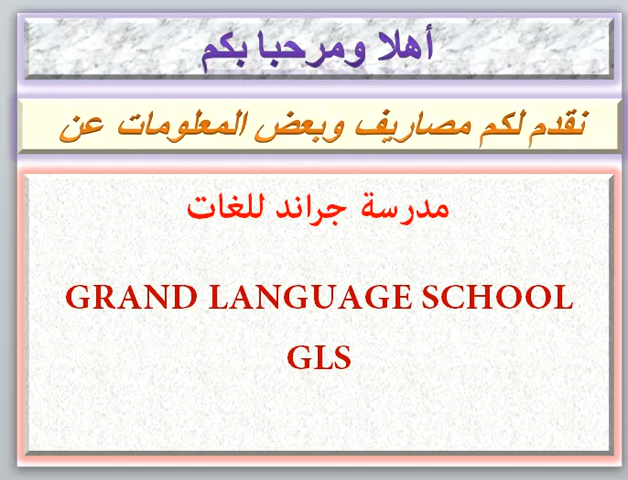 أهلا ومرحبا بكم
نقدم لكم مصاريف وبعض المعلومات عن
مدرسة جراند للغات
GRAND LANGUAGE SCHOOL
GLS